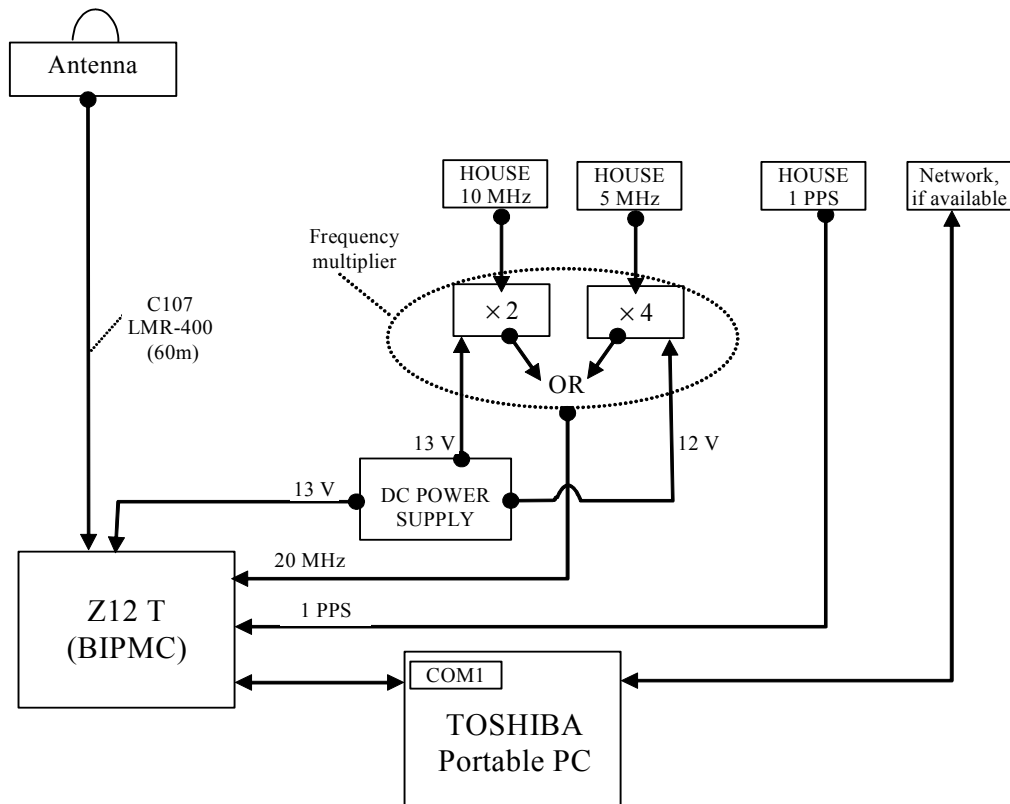 Antenna
HOUSE
10 MHz
HOUSE
5 MHz
HOUSE
1 PPS
Network,
if available
Frequency
multiplier
× 2
× 4
C107
LMR-400
(60m)
OR
13 V
12 V
13 V
DC POWER
SUPPLY
20 MHz
Z12 T
(BIPMC)
1 PPS
COM1
TOSHIBA
Portable PC